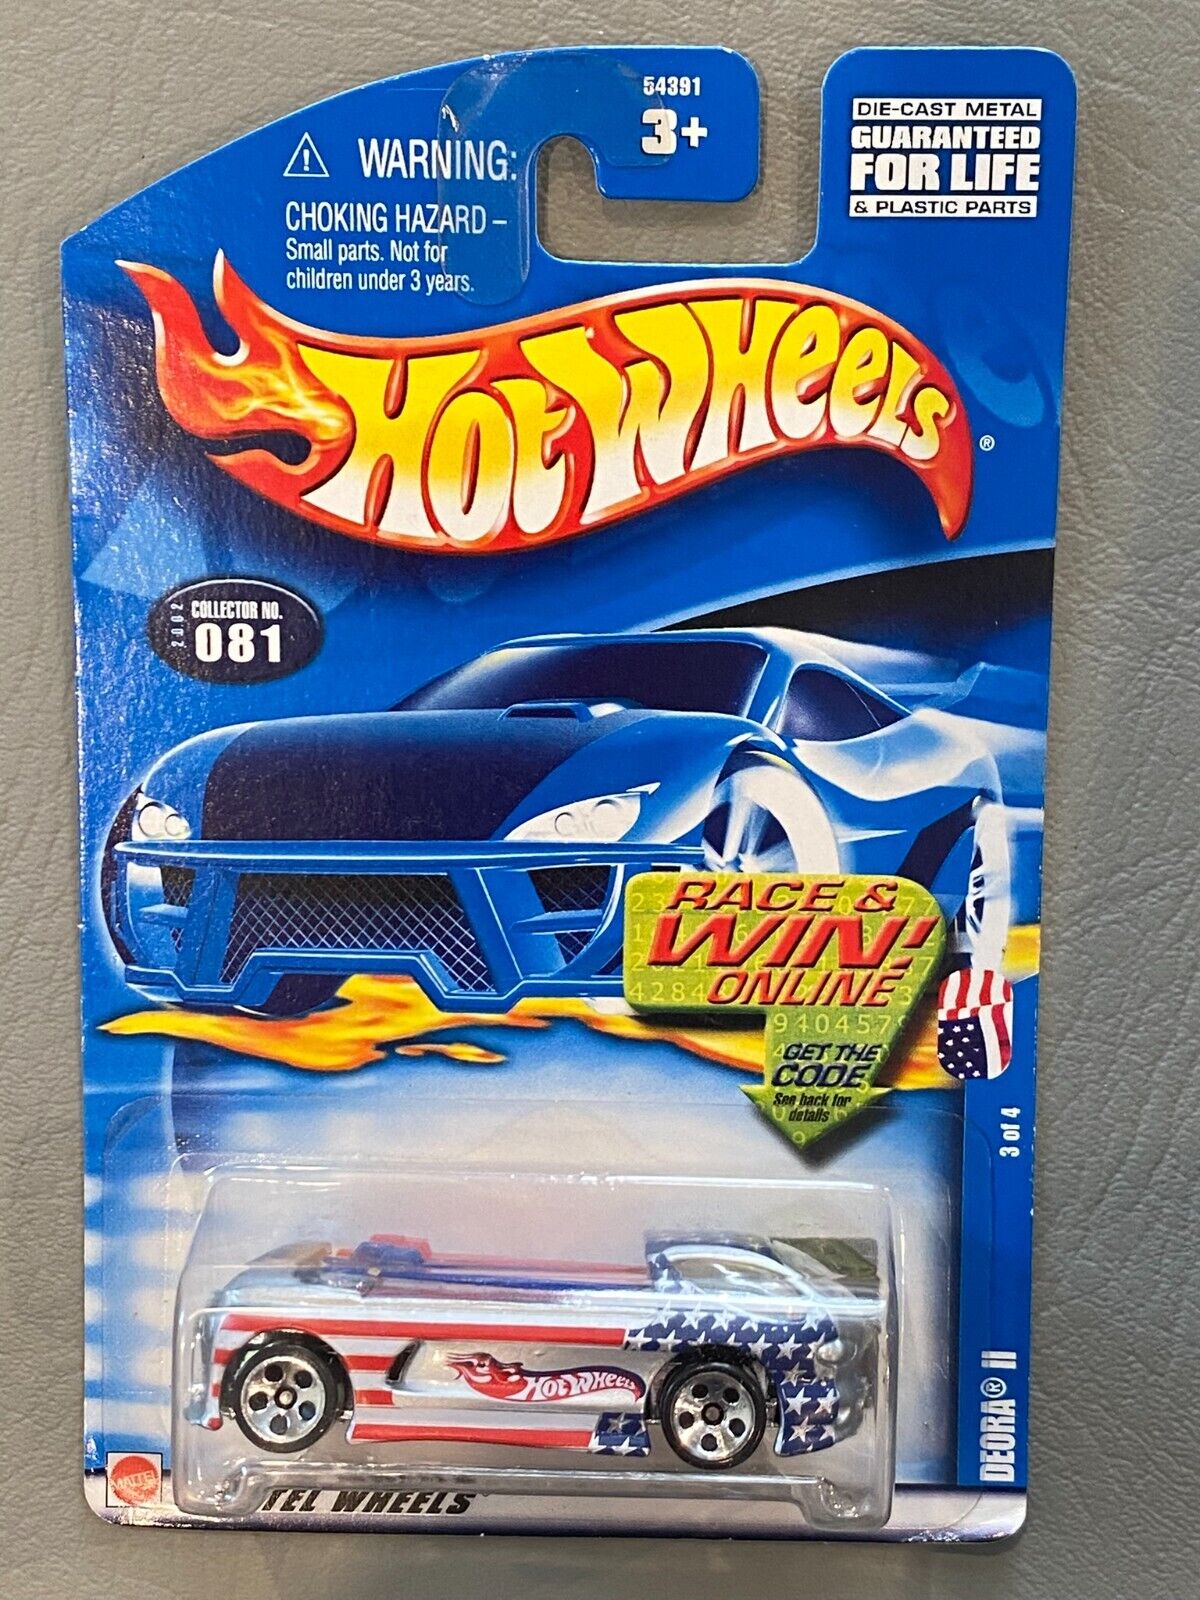 54391
3+
WARNING:
CHOKING HAZARD –
Small parts. Not for
children under 3 years.
DIE-CAST METAL
GUARANTEED
FOR LIFE
& PLASTIC PARTS
HOT WHEELS
®
2002
COLLECTOR NO.
081
RACE &
WIN!
ONLINE
GET THE
CODE
See back for
details
3 of 4
DEORA® II
HOT WHEELS
MATTEL
TEL WHEELS